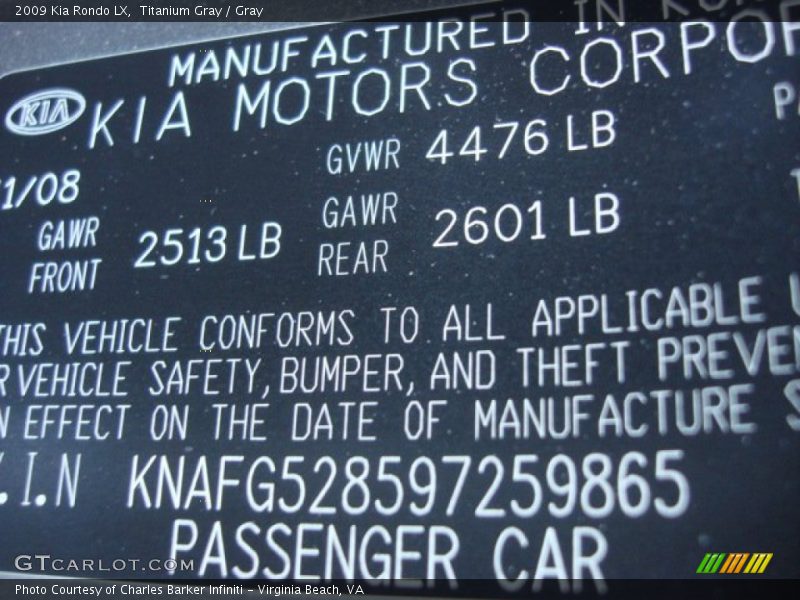 2009 Kia Rondo LX, Titanium Gray / Gray
MANUFACTURED IN
KIA KIA MOTORS
GVWR 4476 LB
1/08
GAWR FRONT 2513 LB GAWR REAR 2601 LB
THIS VEHICLE CONFORMS TO ALL APPLICABLE
VEHICLE SAFETY, BUMPER, AND THEFT
EFFECT ON THE DATE OF MANUFACTURE
.I.N KNAFG528597259865
PASSENGER CAR
GTCARLOT.COM
Photo Courtesy of Charles Barker Infiniti - Virginia Beach, VA